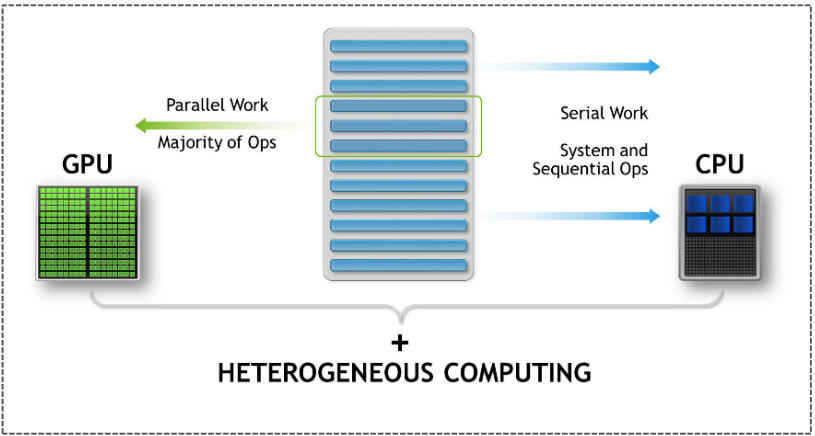 Parallel Work
Majority of Ops
GPU
Serial Work
System and
Sequential Ops
CPU
+
HETEROGENEOUS COMPUTING